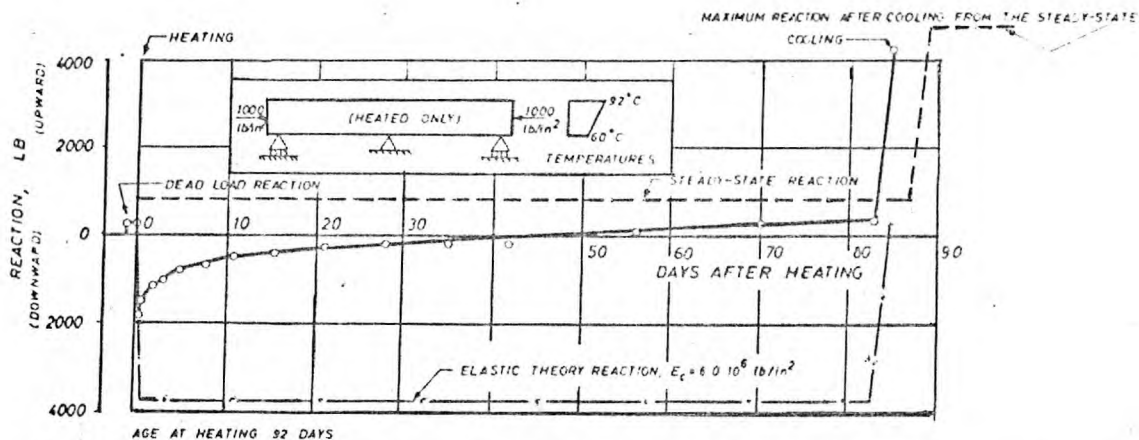 MAXIMUM REACTION AFTER COOLING FROM THE STEADY-STATE
HEATING
COOLING
4000
2000
0
2000
4000
REACTION, LB
(UPWARD)
(DOWNWARD)
1000
lb/in²
(HEATED ONLY)
1000
lb/in²
92°C
60°C
TEMPERATURES
DEAD LOAD REACTION
STEADY-STATE REACTION
0 10 20 30 50 60 70 80 90
DAYS AFTER HEATING
ELASTIC THEORY REACTION, Ec = 6.0 10⁶ lb/in²
AGE AT HEATING 92 DAYS